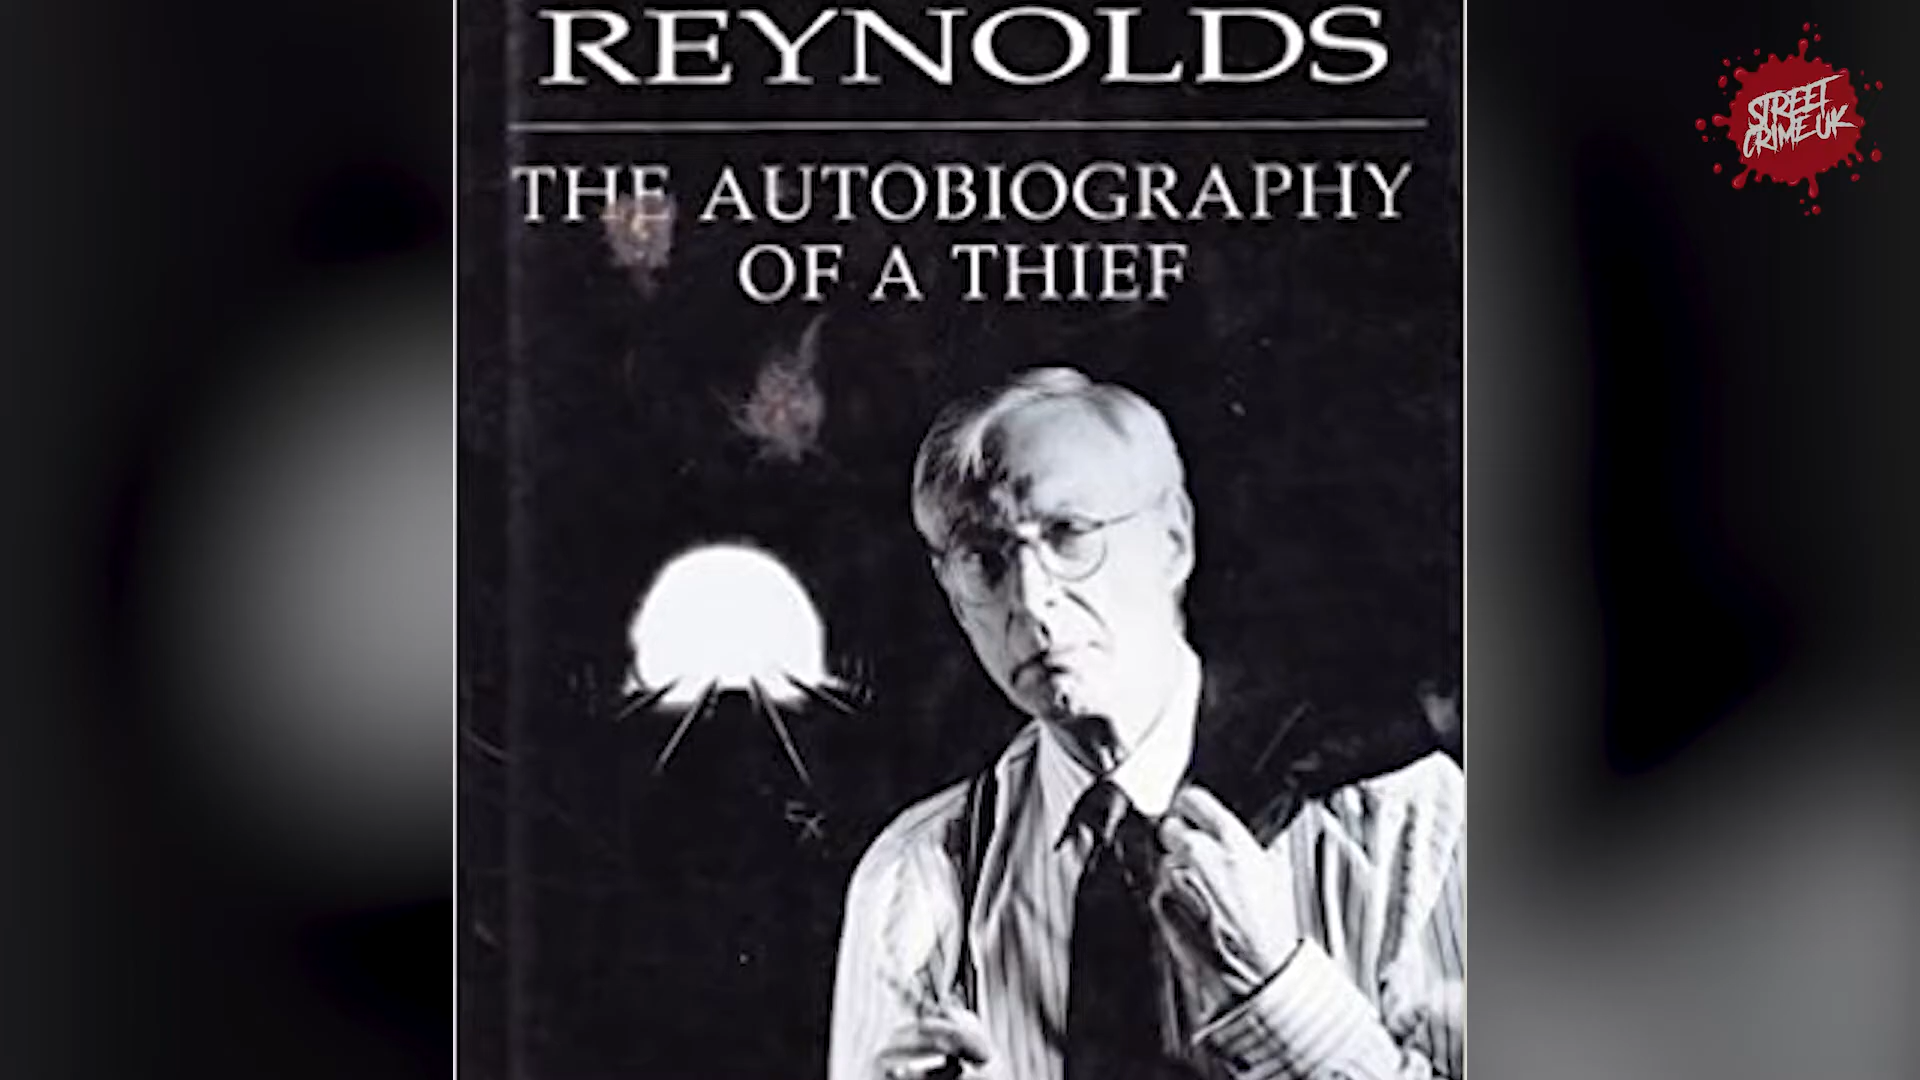 REYNOLDS
THE AUTOBIOGRAPHY
OF A THIEF
STREET
CRIME UK